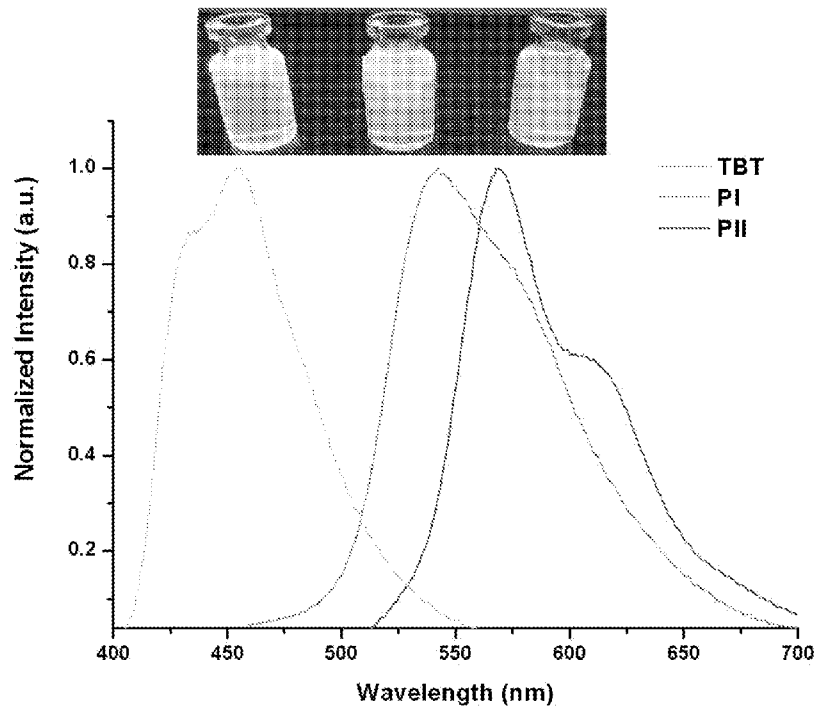 TBT
PI
PII
Normalized Intensity (a.u.)
1.0
0.8
0.6
0.4
0.2
400 450 500 550 600 650 700
Wavelength (nm)